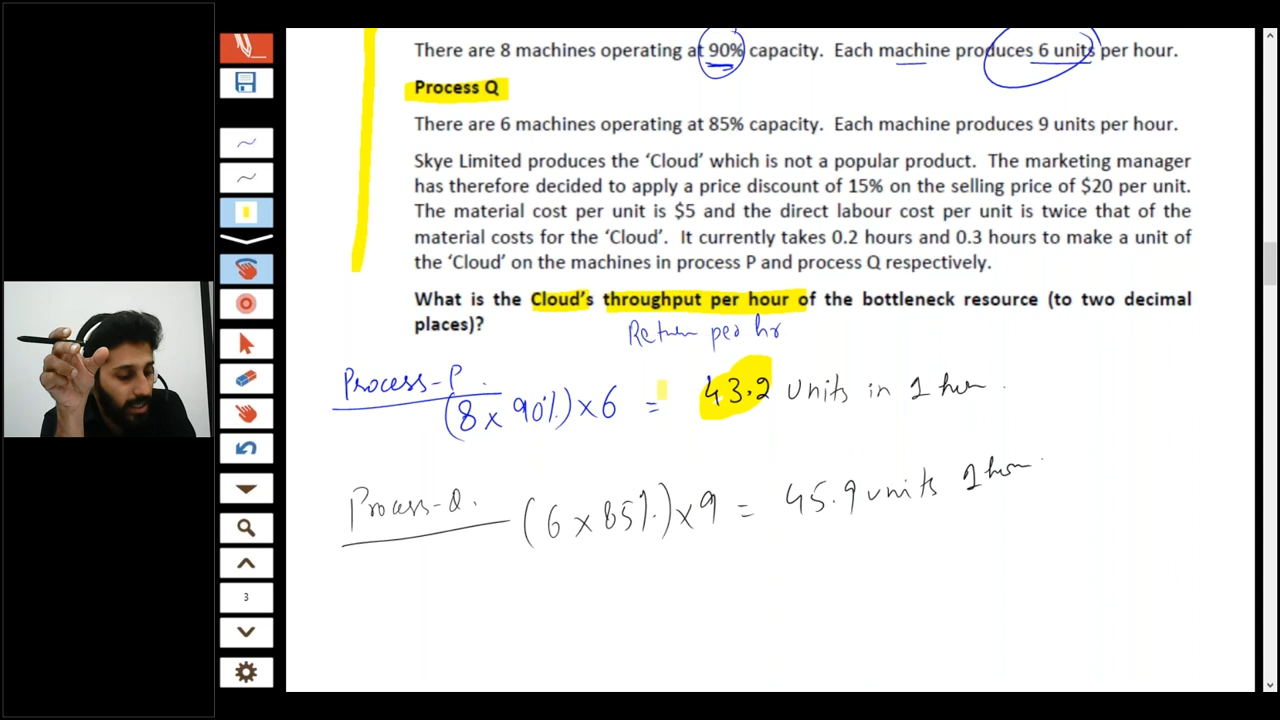 There are 8 machines operating at 90% capacity. Each machine produces 6 units per hour.
Process Q
There are 6 machines operating at 85% capacity. Each machine produces 9 units per hour.
Skye Limited produces the ‘Cloud’ which is not a popular product. The marketing manager
has therefore decided to apply a price discount of 15% on the selling price of $20 per unit.
The material cost per unit is $5 and the direct labour cost per unit is twice that of the
material costs for the ‘Cloud’. It currently takes 0.2 hours and 0.3 hours to make a unit of
the ‘Cloud’ on the machines in process P and process Q respectively.
What is the Cloud’s throughput per hour of the bottleneck resource (to two decimal
places)?
Return per hr
Process-P.
(8 x 90%) x 6 = 43.2 units in 1 hour.
Process-Q.
(6 x 85%) x 9 = 45.9 units 1 hour.
3